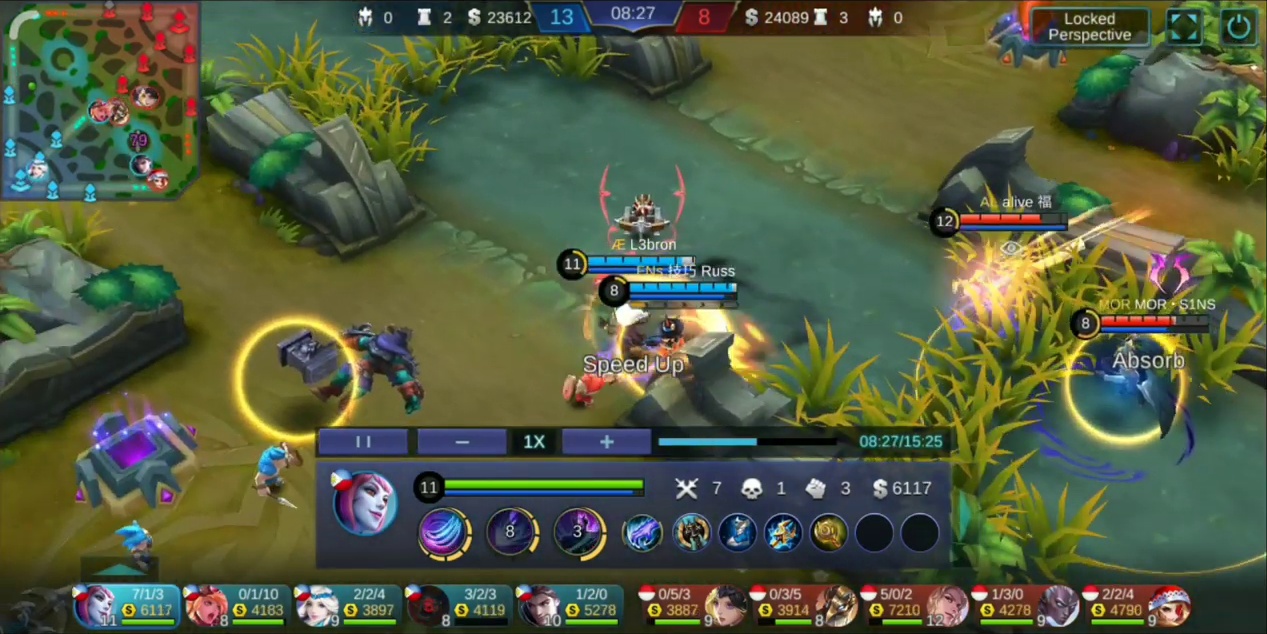 0 2 $ 23612 13 08:27 8 $ 24089 3 0
Locked
Perspective
79
AE alive 福
12
Æ L3bron
11
ENs 技巧 Russ
8
MOR MOR • S1NS
8
Speed Up
Absorb
1X
08:27/15:25
11
7 1 3 $ 6117
8 3
7/1/3 0/1/10 2/2/4 3/2/3 1/2/0 0/5/3 0/3/5 5/0/2 1/3/0 2/2/4
S 6117 S 4183 S 3897 S 4119 S 5278 S 3887 S 3914 S 7210 S 4278 S 4790
11 8 9 8 10 9 8 12 9 9